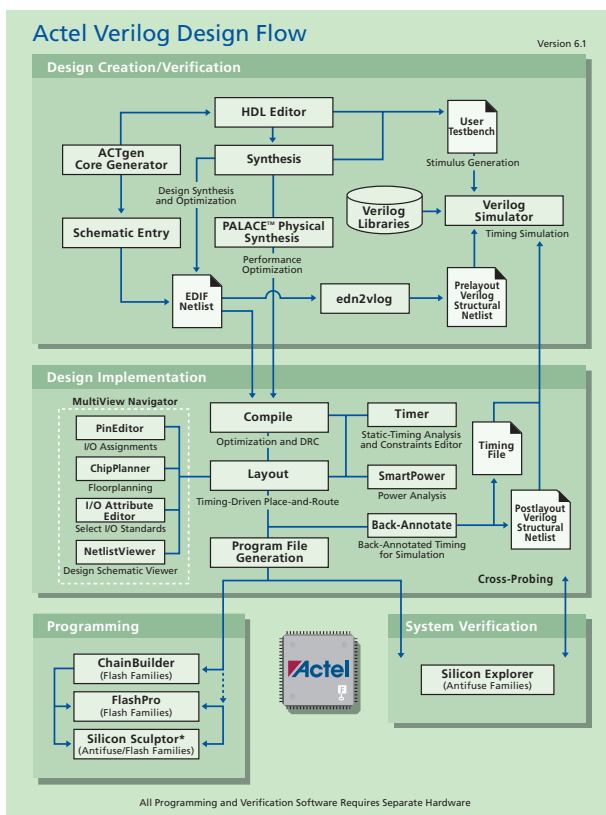 Actel Verilog Design Flow
Version 6.1
Design Creation/Verification
HDL Editor
User
Testbench
ACTgen
Core Generator
Synthesis
Stimulus Generation
Design Synthesis
and Optimization
Verilog
Libraries
Verilog
Simulator
Schematic Entry
PALACE™ Physical
Synthesis
Timing Simulation
Performance
Optimization
EDIF
Netlist
edn2vlog
Prelayout
Verilog
Structural
Netlist
Design Implementation
MultiView Navigator
PinEditor
I/O Assignments
ChipPlanner
Floorplanning
I/O Attribute
Editor
Select I/O Standards
NetlistViewer
Design Schematic Viewer
Compile
Optimization and DRC
Layout
Timing-Driven Place-and-Route
Program File
Generation
Timer
Static-Timing Analysis
and Constraints Editor
SmartPower
Power Analysis
Back-Annotate
Back-Annotated Timing
for Simulation
Timing
File
Postlayout
Verilog
Structural
Netlist
Cross-Probing
Programming
ChainBuilder
(Flash Families)
FlashPro
(Flash Families)
Silicon Sculptor*
(Antifuse/Flash Families)
Actel
F
System Verification
Silicon Explorer
(Antifuse Families)
All Programming and Verification Software Requires Separate Hardware